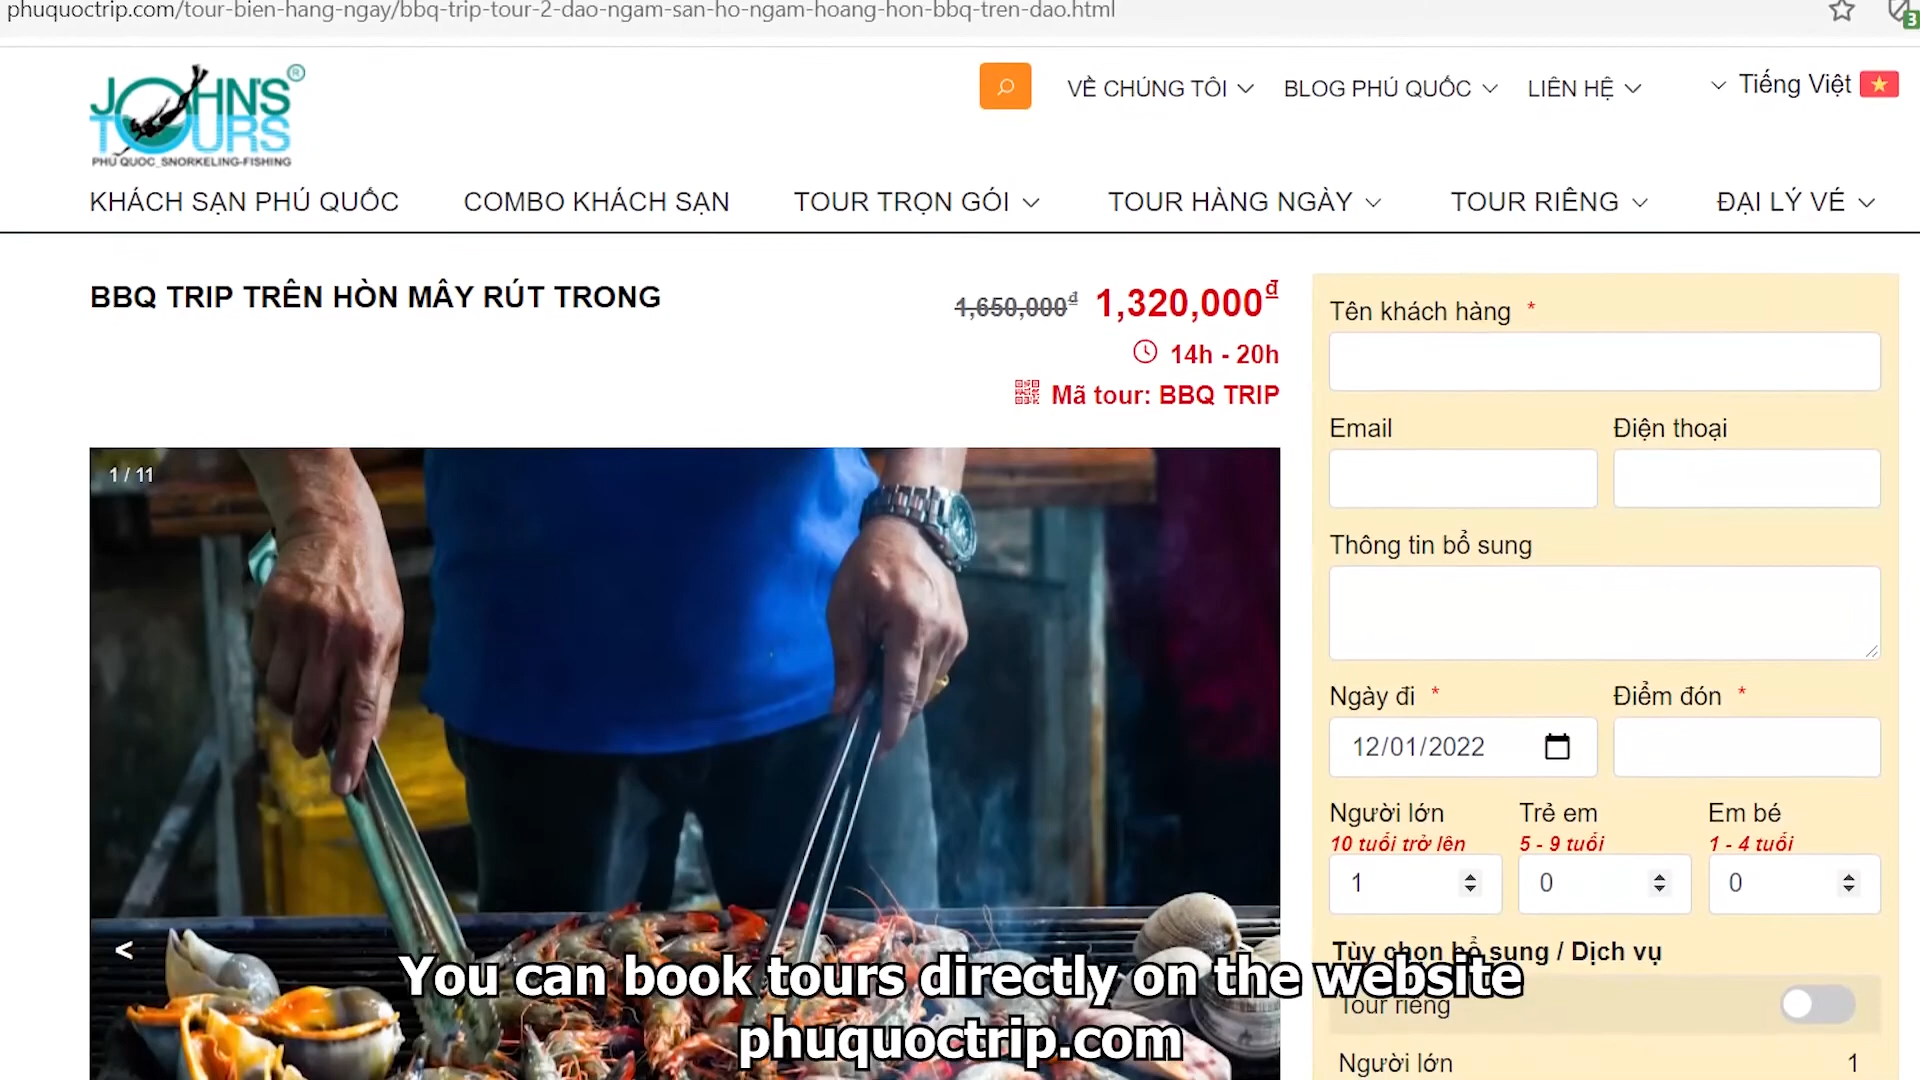 phuquoctrip.com/tour-bien-hang-ngay/bbq-trip-tour-2-dao-ngam-san-ho-ngam-hoang-hon-bbq-tren-dao.html
3
JOHN'S ®
TOURS
PHU QUOC_SNORKELING-FISHING
VỀ CHÚNG TÔI
BLOG PHÚ QUỐC
LIÊN HỆ
Tiếng Việt
KHÁCH SẠN PHÚ QUỐC
COMBO KHÁCH SẠN
TOUR TRỌN GÓI
TOUR HÀNG NGÀY
TOUR RIÊNG
ĐẠI LÝ VÉ
BBQ TRIP TRÊN HÒN MÂY RÚT TRONG
1,650,000đ 1,320,000đ
14h - 20h
Mã tour: BBQ TRIP
1 / 11
Tên khách hàng *
Email
Điện thoại
Thông tin bổ sung
Ngày đi *
Điểm đón *
12/01/2022
Người lớn
10 tuổi trở lên
1
Trẻ em
5 - 9 tuổi
0
Em bé
1 - 4 tuổi
0
Tùy chọn bổ sung / Dịch vụ
Tour riêng
Người lớn 1
<
You can book tours directly on the website
phuquoctrip.com